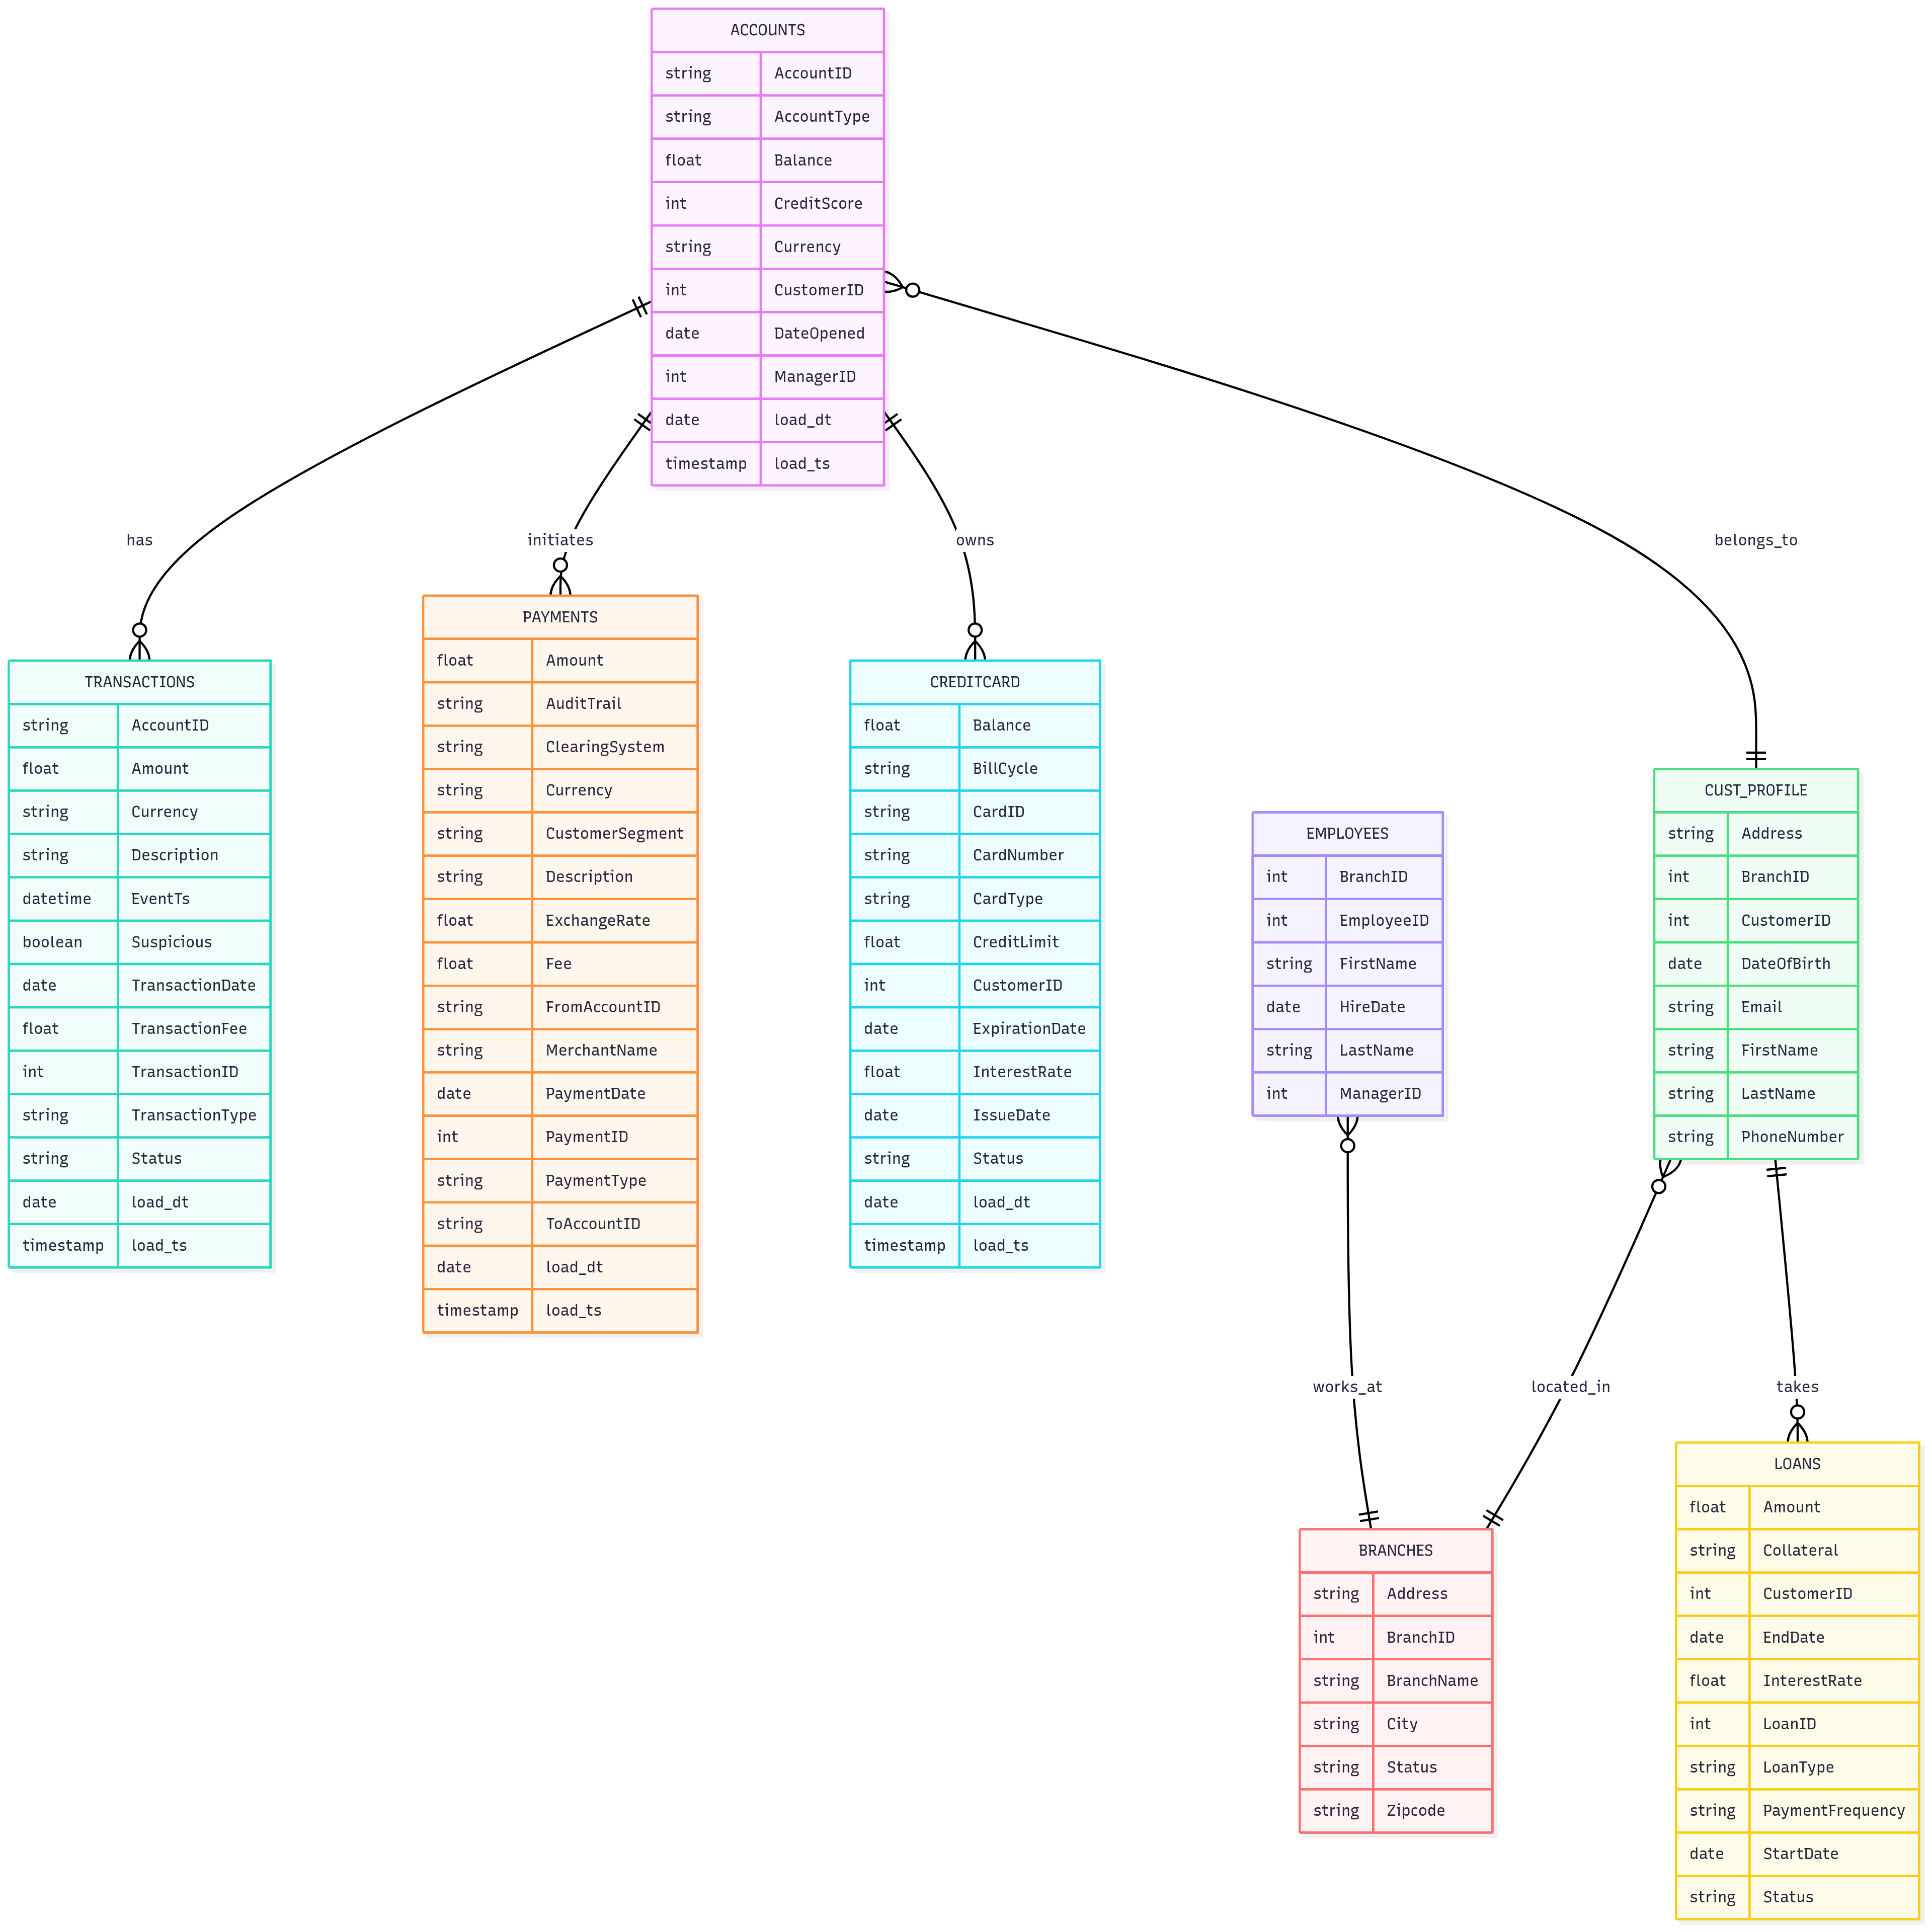 ACCOUNTS
string AccountID
string AccountType
float Balance
int CreditScore
string Currency
int CustomerID
date DateOpened
int ManagerID
date load_dt
timestamp load_ts
has
initiates
owns
belongs_to
TRANSACTIONS
string AccountID
float Amount
string Currency
string Description
datetime EventTs
boolean Suspicious
date TransactionDate
float TransactionFee
int TransactionID
string TransactionType
string Status
date load_dt
timestamp load_ts
PAYMENTS
float Amount
string AuditTrail
string ClearingSystem
string Currency
string CustomerSegment
string Description
float ExchangeRate
float Fee
string FromAccountID
string MerchantName
date PaymentDate
int PaymentID
string PaymentType
string ToAccountID
date load_dt
timestamp load_ts
CREDITCARD
float Balance
string BillCycle
string CardID
string CardNumber
string CardType
float CreditLimit
int CustomerID
date ExpirationDate
float InterestRate
date IssueDate
string Status
date load_dt
timestamp load_ts
EMPLOYEES
int BranchID
int EmployeeID
string FirstName
date HireDate
string LastName
int ManagerID
CUST_PROFILE
string Address
int BranchID
int CustomerID
date DateOfBirth
string Email
string FirstName
string LastName
string PhoneNumber
works_at
located_in
takes
BRANCHES
string Address
int BranchID
string BranchName
string City
string Status
string Zipcode
LOANS
float Amount
string Collateral
int CustomerID
date EndDate
float InterestRate
int LoanID
string LoanType
string PaymentFrequency
date StartDate
string Status